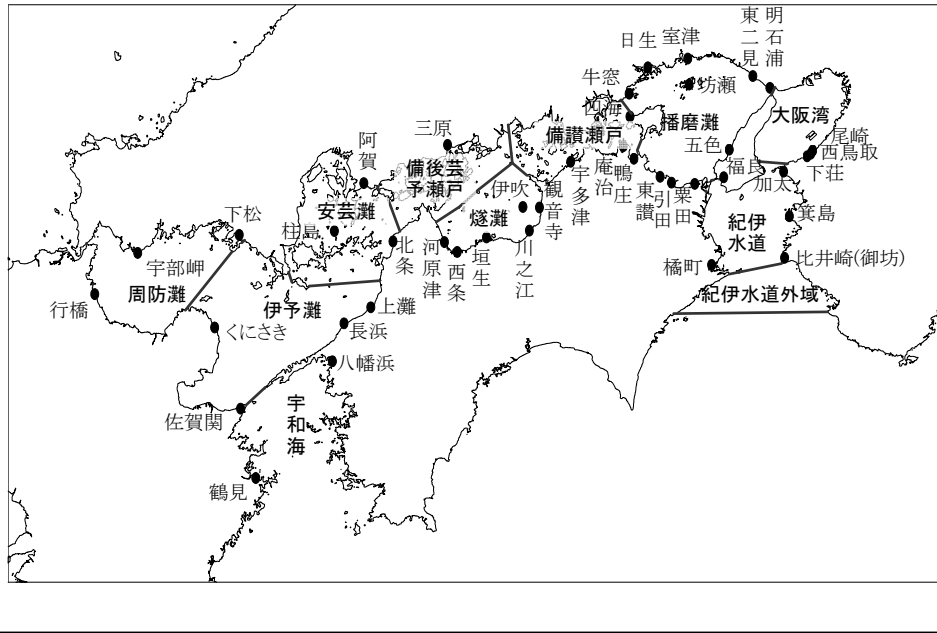 東二見
明石浦
室津
日生
牛窓
坊瀬
四海
播磨灘
大阪湾
尾崎
西鳥取
下荘
五色
福良
加太
備讃瀬戸
三原
阿賀
備後芸
予瀬戸
庵治
鴨庄
東讃
引田
粟田
宇多津
伊吹
観音寺
燧灘
安芸灘
柱島
下松
北条
河原津
西条
垣生
川之江
紀伊
水道
箕島
橘町
比井崎(御坊)
紀伊水道外域
宇部岬
周防灘
行橋
伊予灘
上灘
くにさき
長浜
八幡浜
佐賀関
宇和海
鶴見